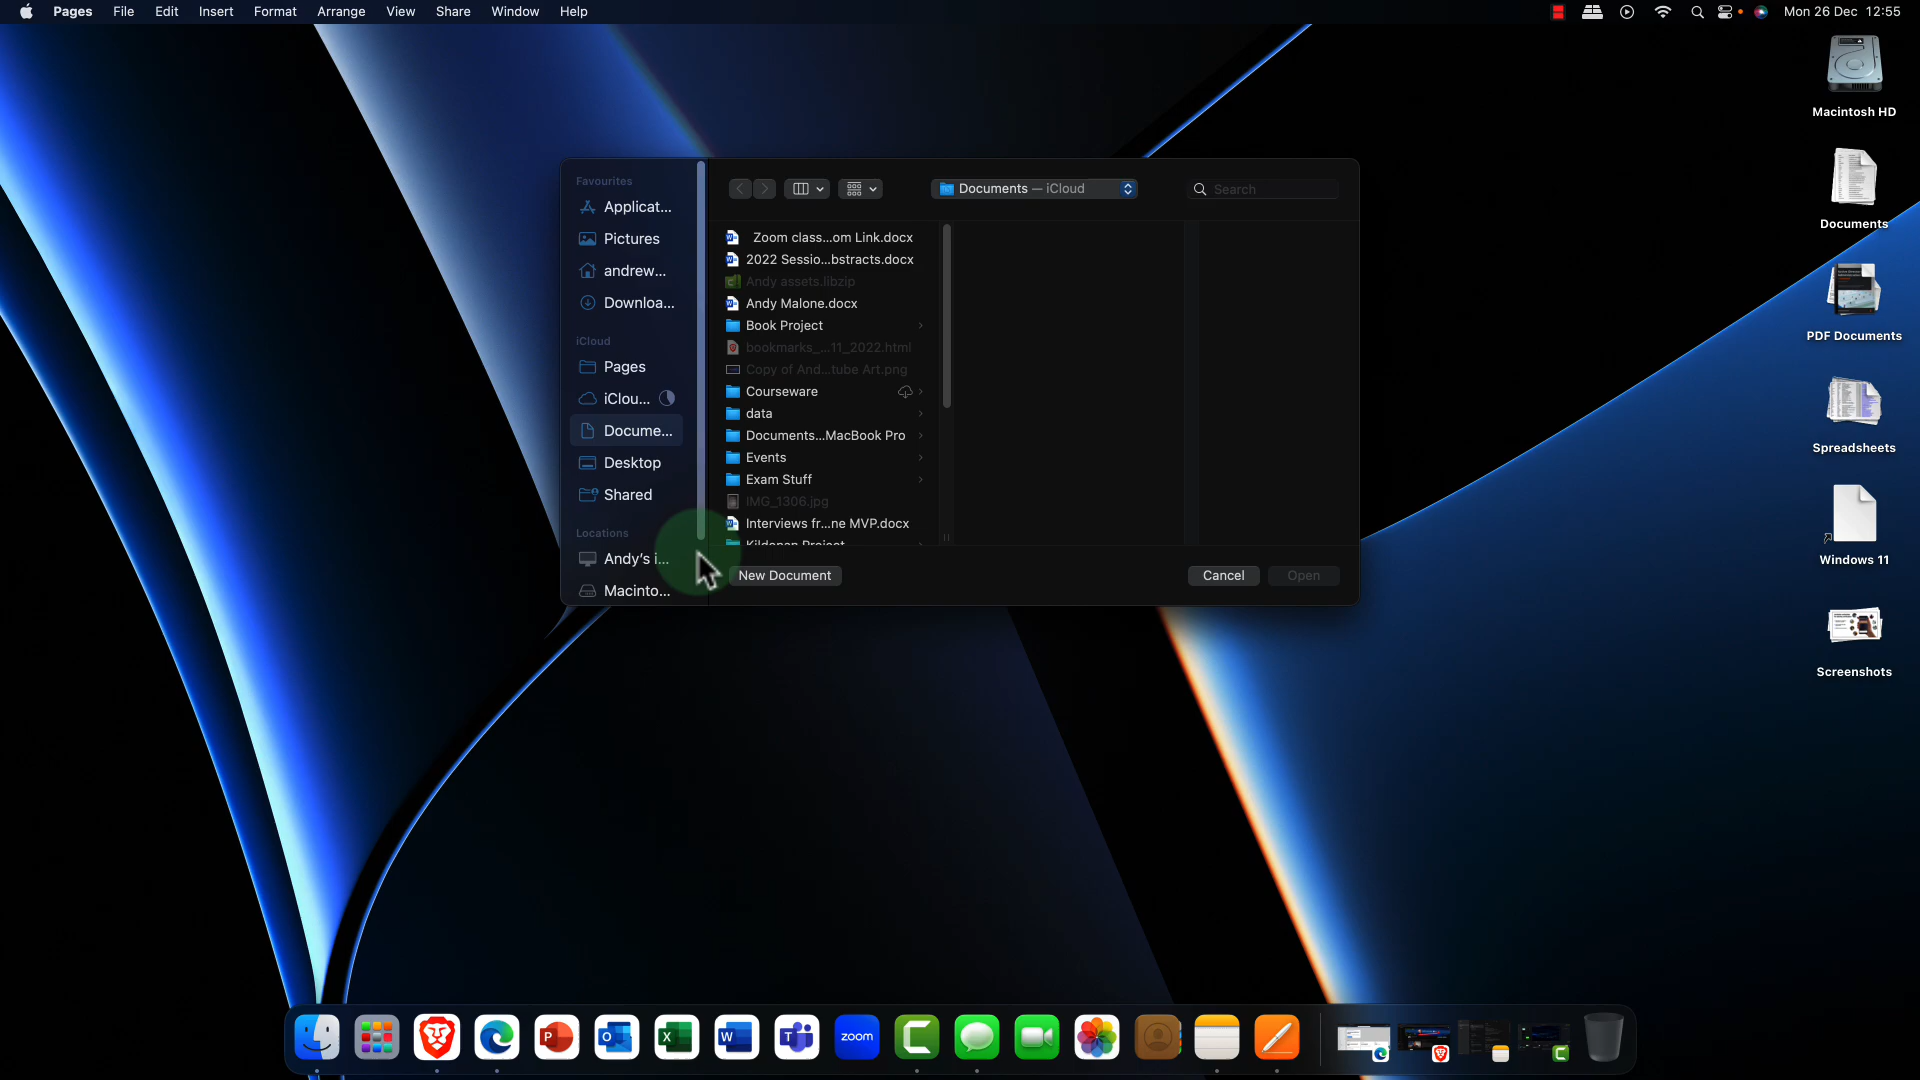 Pages File Edit Insert Format Arrange View Share Window Help
Mon 26 Dec 12:55
Macintosh HD
Documents
PDF Documents
Spreadsheets
Windows 11
Screenshots
Favourites
Applicat...
Pictures
andrew...
Downloa...
iCloud
Pages
iClou...
Docume...
Desktop
Shared
Locations
Andy's i...
Macinto...
Documents — iCloud
Search
Zoom class...om Link.docx
2022 Sessio...bstracts.docx
Andy assets.libzip
Andy Malone.docx
Book Project
bookmarks_...11_2022.html
Copy of And...tube Art.png
Courseware
data
Documents...MacBook Pro
Events
Exam Stuff
IMG_1306.jpg
Interviews fr...ne MVP.docx
Kildonan Project
New Document
Cancel
Open
zoom